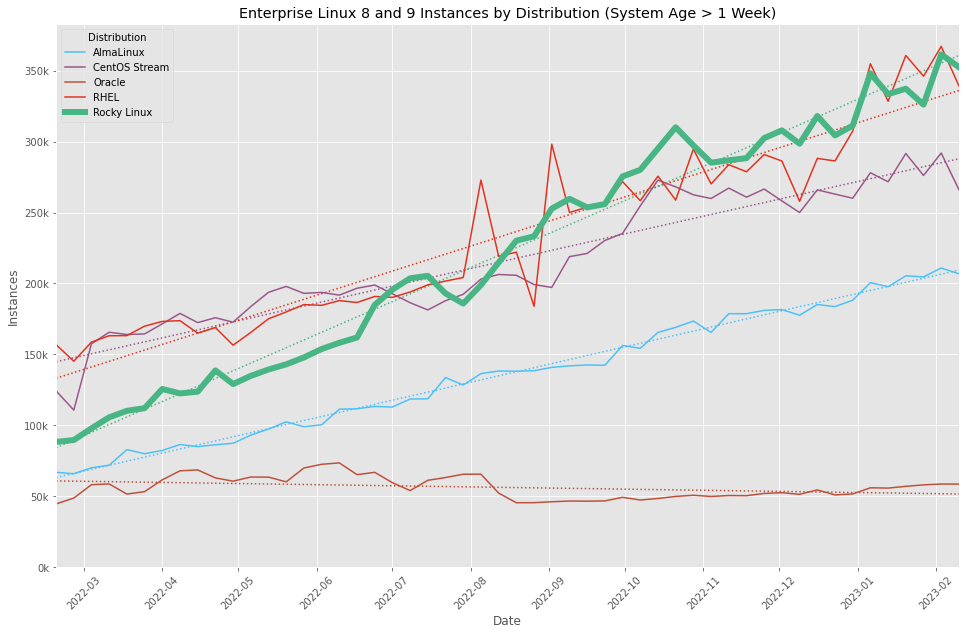 Enterprise Linux 8 and 9 Instances by Distribution (System Age > 1 Week)
Distribution
AlmaLinux
CentOS Stream
Oracle
RHEL
Rocky Linux
350k
300k
250k
200k
150k
100k
50k
0k
Instances
2022-03
2022-04
2022-05
2022-06
2022-07
2022-08
2022-09
2022-10
2022-11
2022-12
2023-01
2023-02
Date